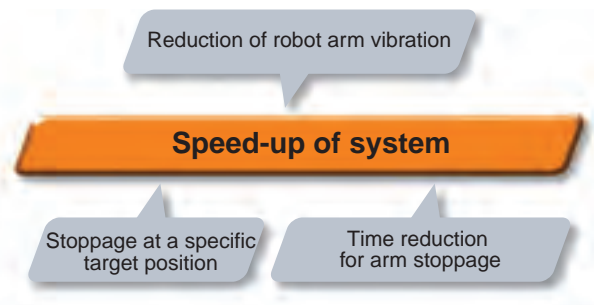 Reduction of robot arm vibration
Speed-up of system
Stoppage at a specific
target position
Time reduction
for arm stoppage